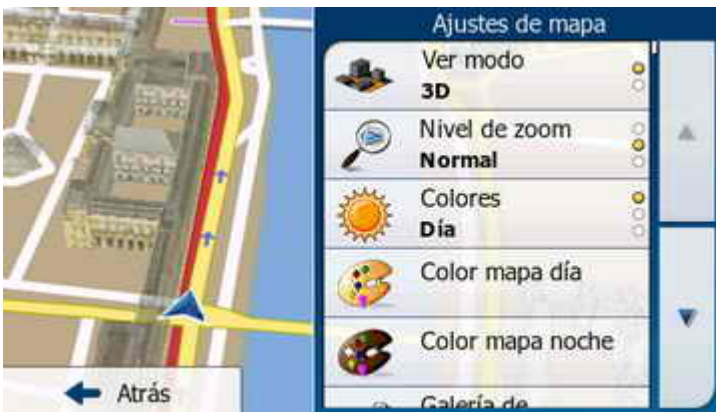 Ajustes de mapa
Ver modo
3D
Nivel de zoom
Normal
Colores
Día
Color mapa día
Color mapa noche
Galería de
Atrás